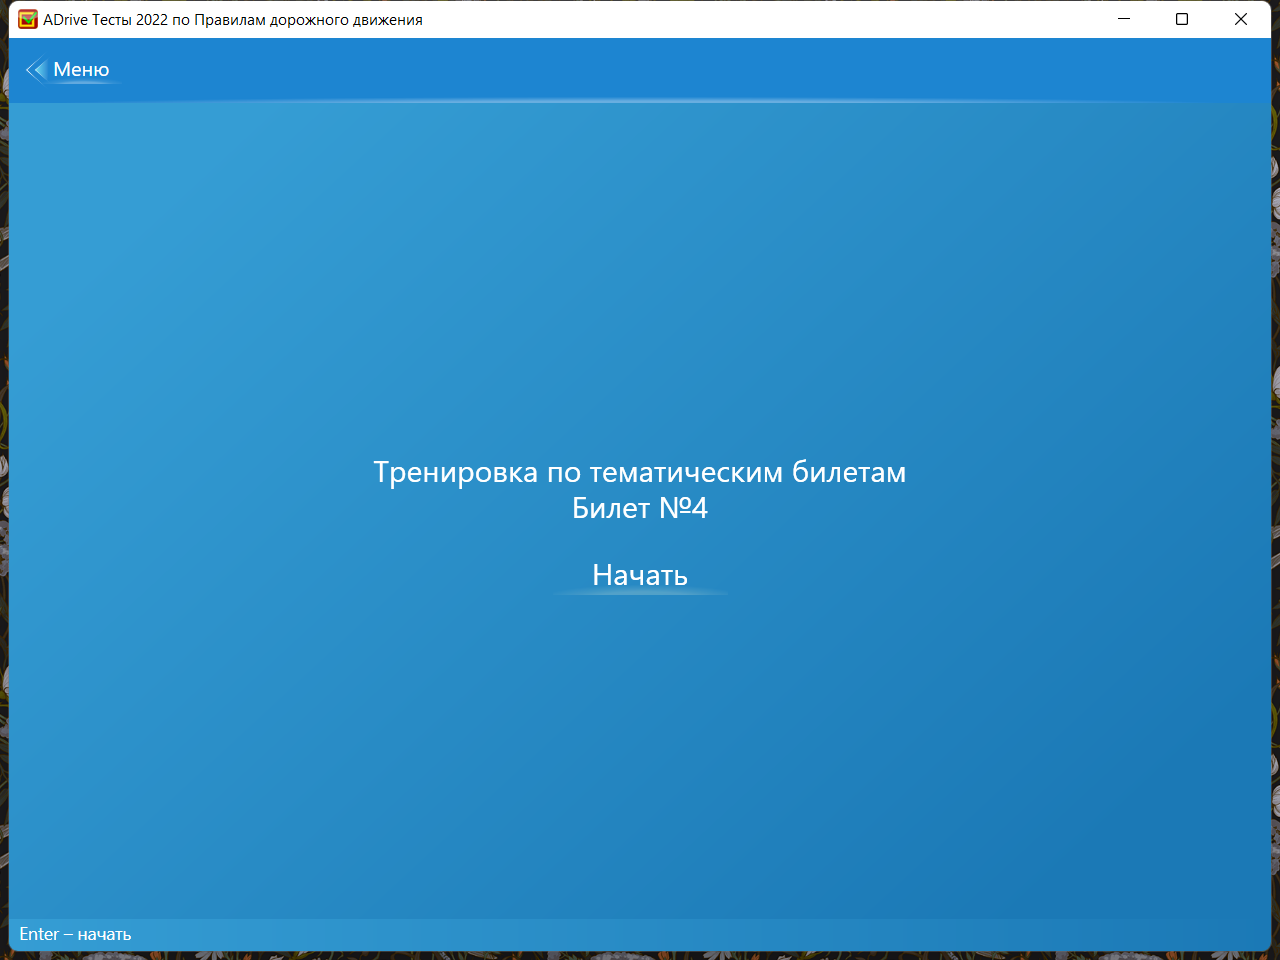 ADrive Тесты 2022 по Правилам дорожного движения
Меню
Тренировка по тематическим билетам
Билет №4
Начать
Enter – начать